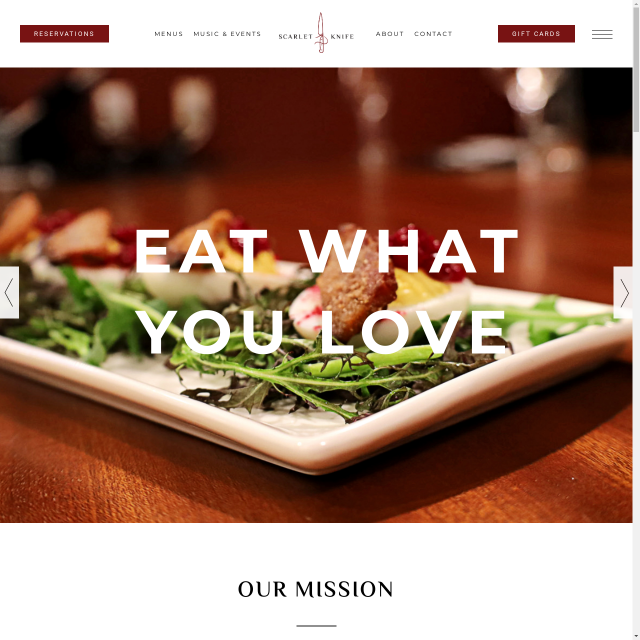 RESERVATIONS
MENUS
MUSIC & EVENTS
SCARLET KNIFE
ABOUT
CONTACT
GIFT CARDS
EAT WHAT
YOU LOVE
OUR MISSION